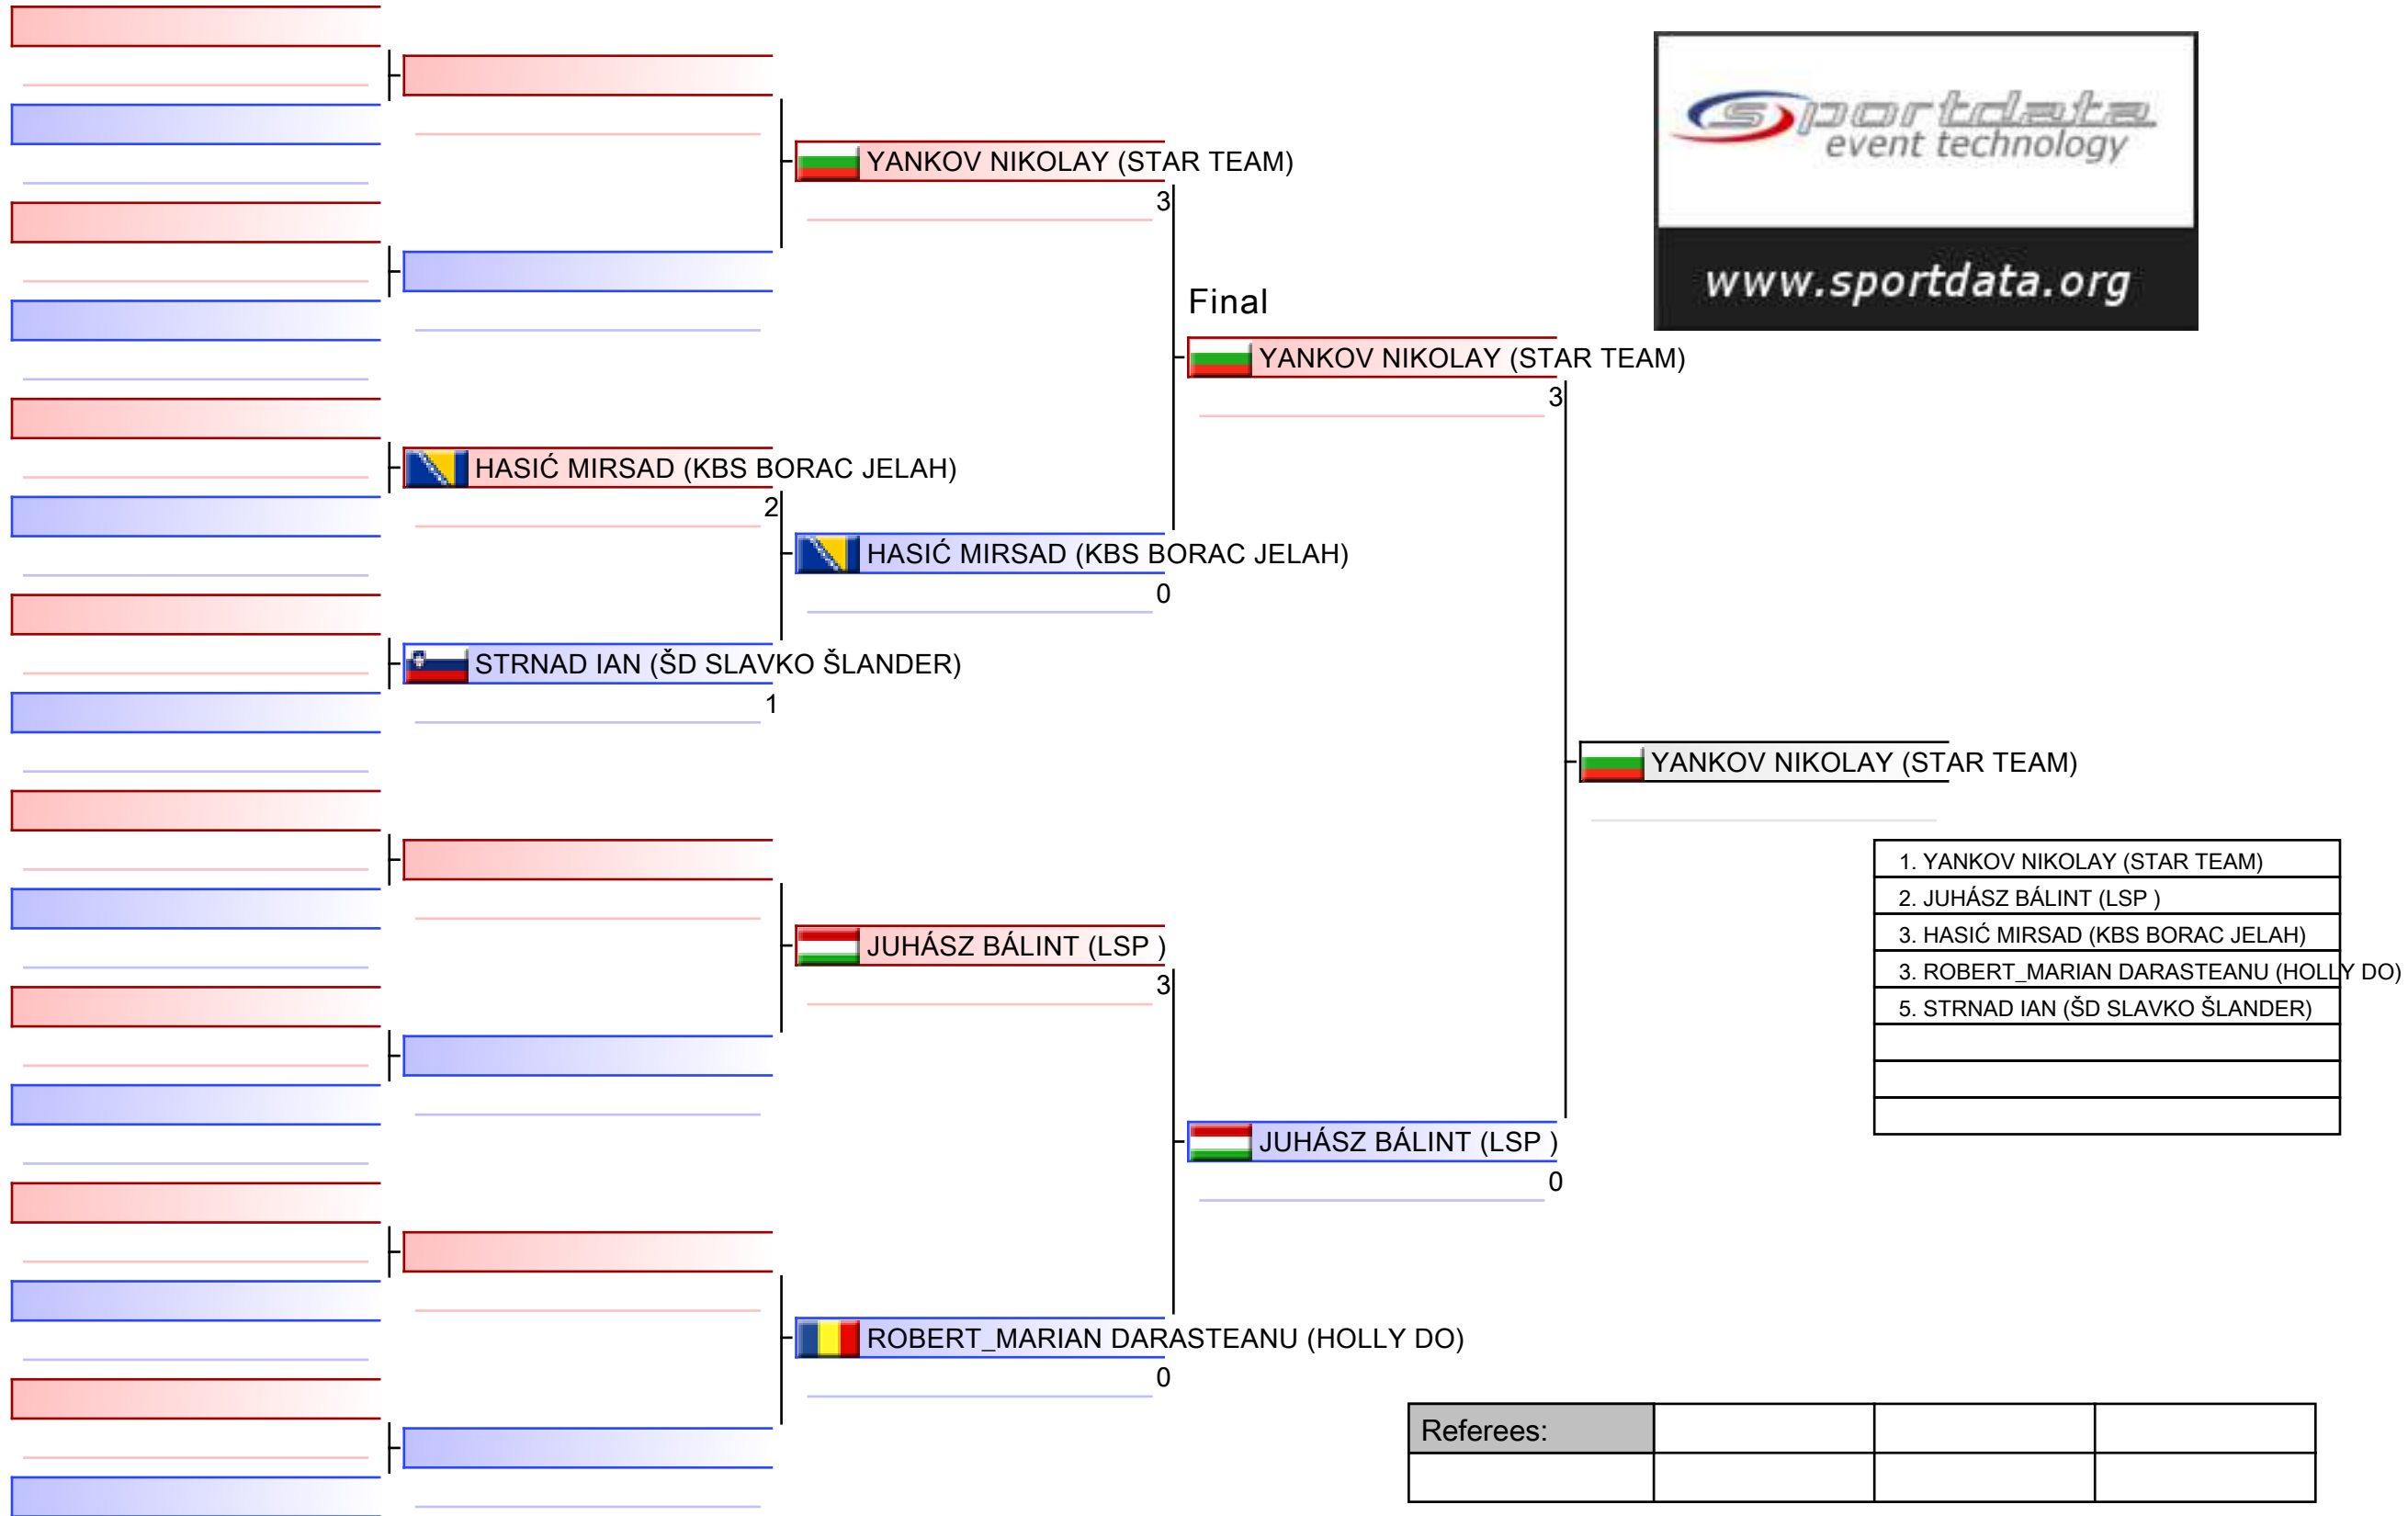 sportdata
event technology
www.sportdata.org
YANKOV NIKOLAY (STAR TEAM)
3
Final
YANKOV NIKOLAY (STAR TEAM)
3
HASIĆ MIRSAD (KBS BORAC JELAH)
2
HASIĆ MIRSAD (KBS BORAC JELAH)
0
STRNAD IAN (ŠD SLAVKO ŠLANDER)
1
YANKOV NIKOLAY (STAR TEAM)
1. YANKOV NIKOLAY (STAR TEAM)
2. JUHÁSZ BÁLINT (LSP )
3. HASIĆ MIRSAD (KBS BORAC JELAH)
3. ROBERT_MARIAN DARASTEANU (HOLLY DO)
5. STRNAD IAN (ŠD SLAVKO ŠLANDER)
JUHÁSZ BÁLINT (LSP )
3
JUHÁSZ BÁLINT (LSP )
0
ROBERT_MARIAN DARASTEANU (HOLLY DO)
0
Referees: